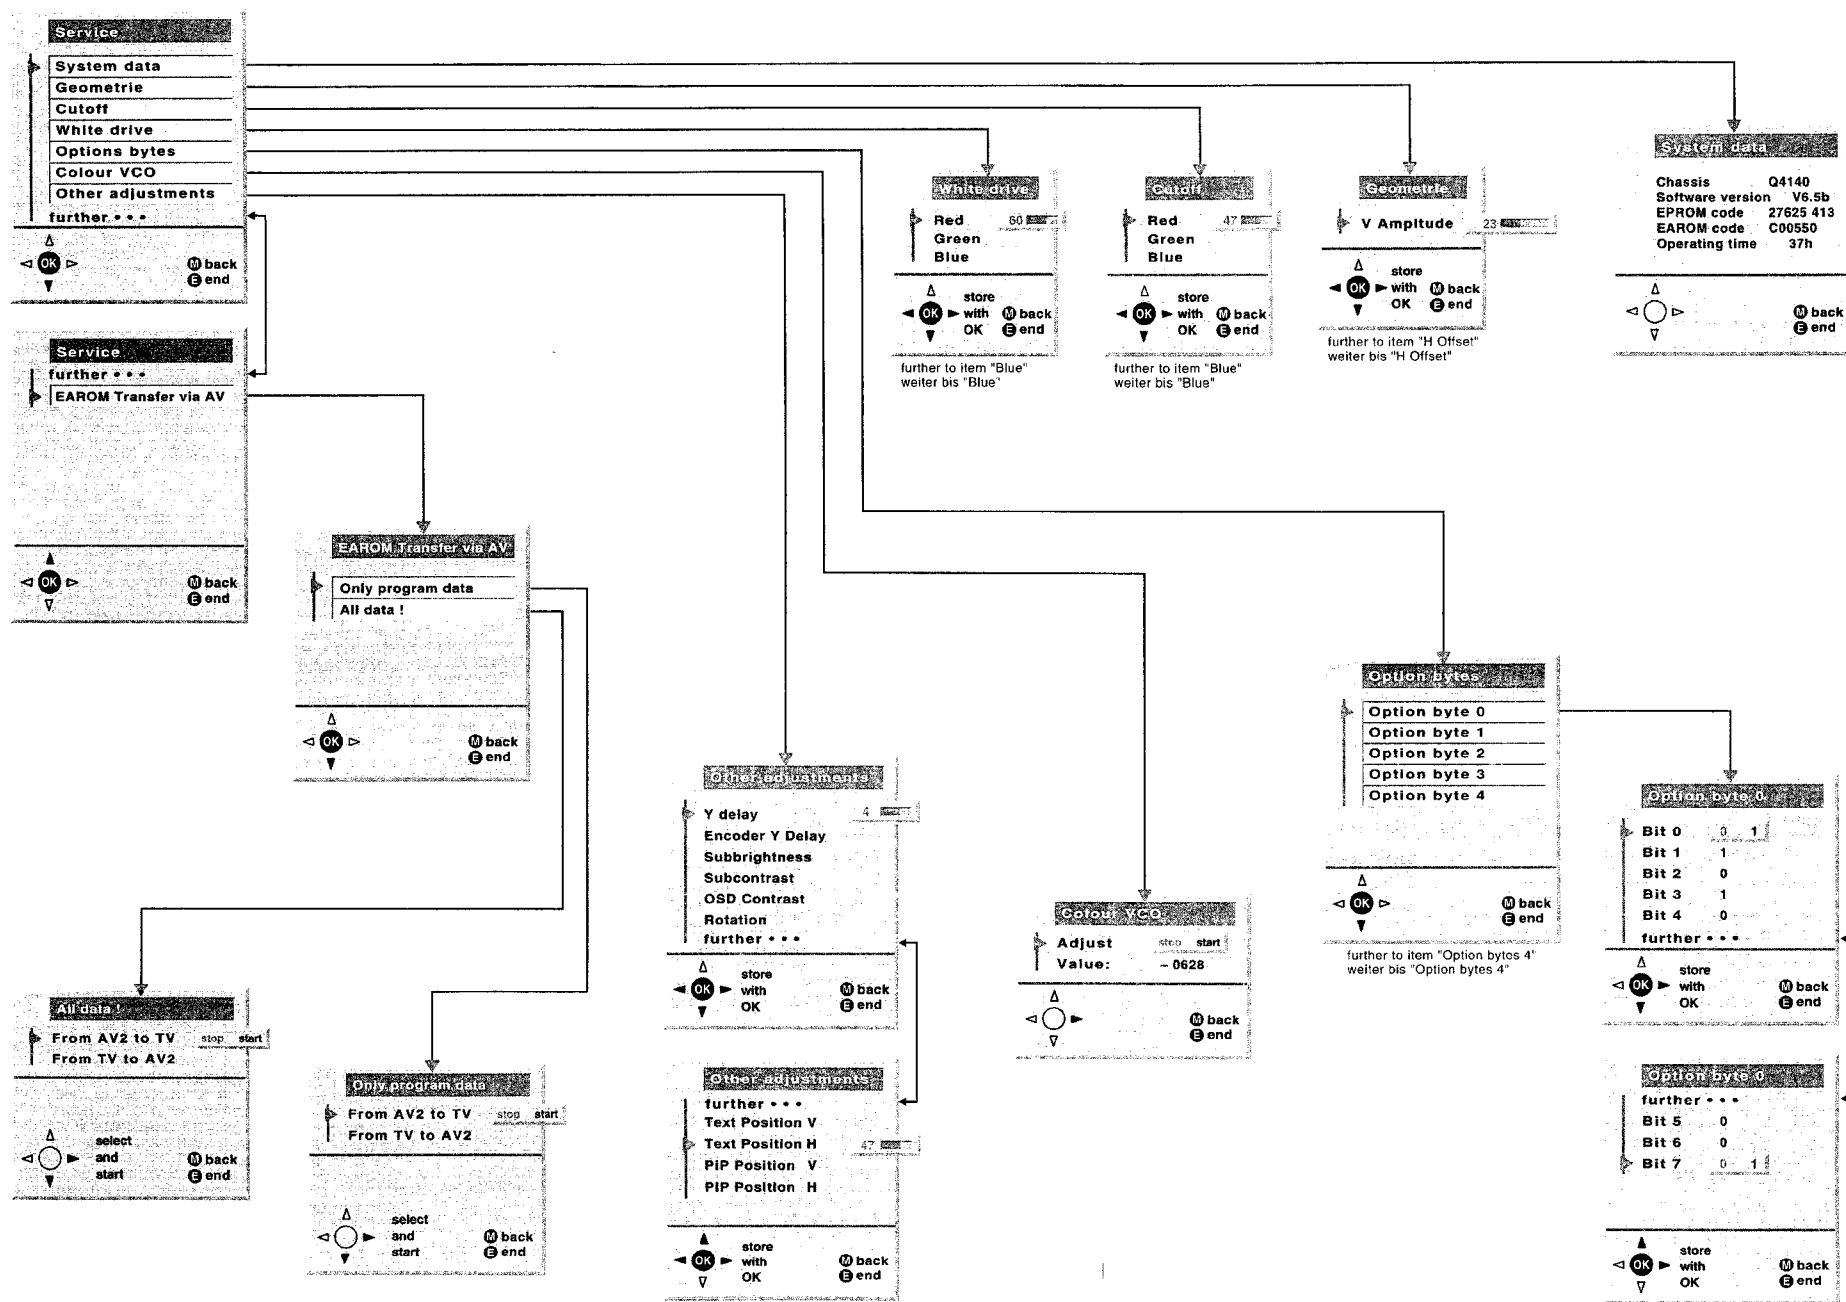 Service
System data
Geometrie
Cutoff
White drive
Options bytes
Colour VCO
Other adjustments
further • • •
OK
M back
E end
Service
further • • •
EAROM Transfer via AV
OK
M back
E end
EAROM Transfer via AV
Only program data
All data !
OK
M back
E end
All data !
From AV2 to TV stop start
From TV to AV2
select
and
start
M back
E end
Only program data
From AV2 to TV stop start
From TV to AV2
select
and
start
M back
E end
Other adjustments
Y delay 4
Encoder Y Delay
Subbrightness
Subcontrast
OSD Contrast
Rotation
further • • •
OK
store
with
OK
M back
E end
Other adjustments
further • • •
Text Position V
Text Position H 47
PIP Position V
PIP Position H
OK
store
with
OK
M back
E end
White drive
Red 60
Green
Blue
OK
store
with
OK
M back
E end
further to item "Blue"
weiter bis "Blue"
Cutoff
Red 47
Green
Blue
OK
store
with
OK
M back
E end
further to item "Blue"
weiter bis "Blue"
Geometrie
V Ampltude 23
OK
store
with
OK
M back
E end
further to item "H Offset"
weiter bis "H Offset"
System data
Chassis Q4140
Software version V6.5b
EPROM code 27625 413
EAROM code C00550
Operating time 37h
M back
E end
Colour VCO
Adjust stop start
Value: – 0628
M back
E end
Option bytes
Option byte 0
Option byte 1
Option byte 2
Option byte 3
Option byte 4
OK
M back
E end
further to item "Option bytes 4"
weiter bis "Option bytes 4"
Option byte 0
Bit 0 0 1
Bit 1 1
Bit 2 0
Bit 3 1
Bit 4 0
further • • •
OK
store
with
OK
M back
E end
Option byte 0
further • • •
Bit 5 0
Bit 6 0
Bit 7 0 1
OK
store
with
OK
M back
E end